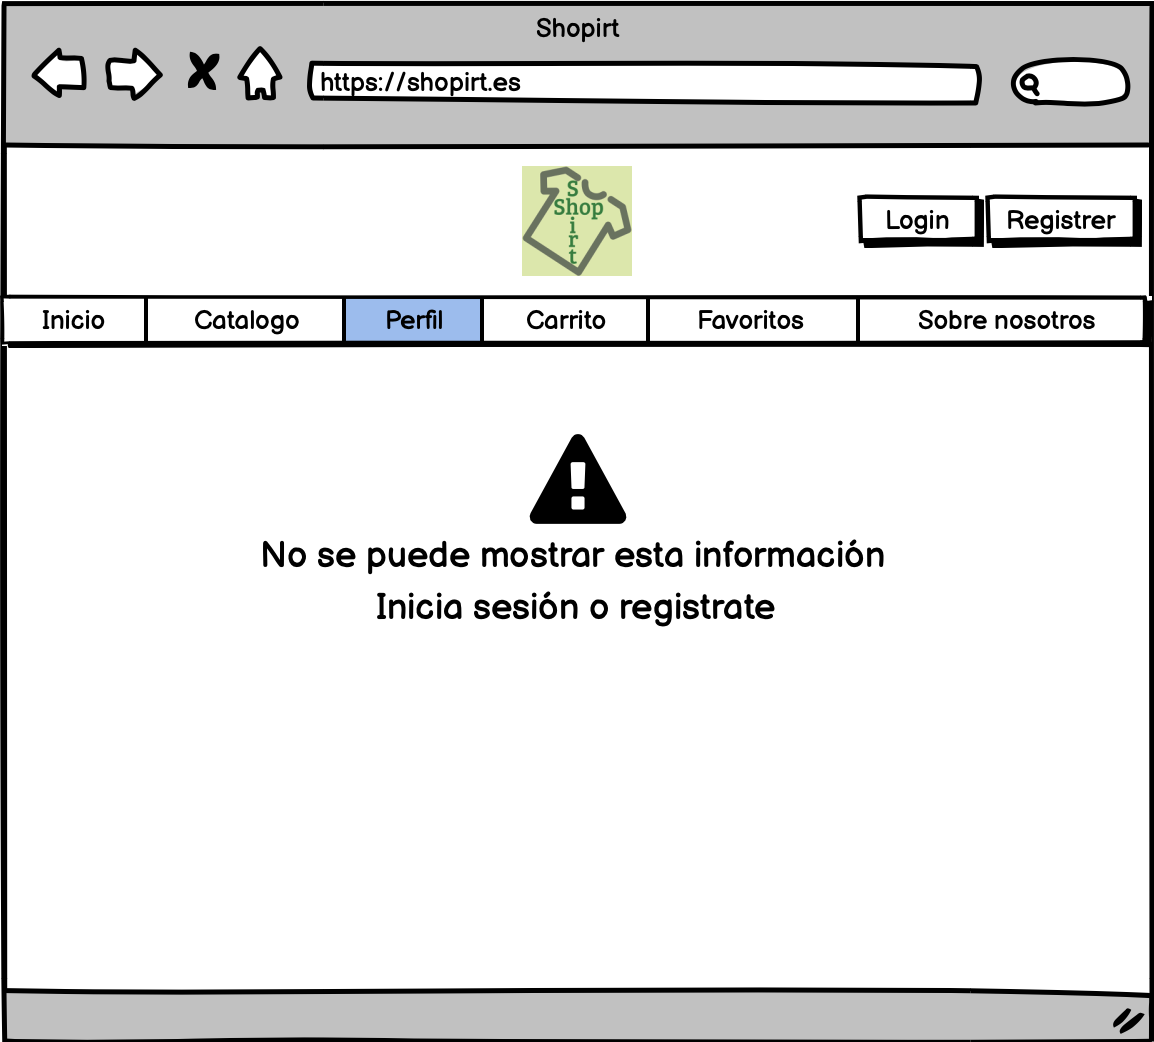 Shopirt
https://shopirt.es
S
Shop
i
r
t
Login
Registrer
Inicio
Catalogo
Perfil
Carrito
Favoritos
Sobre nosotros
No se puede mostrar esta información
Inicia sesión o registrate